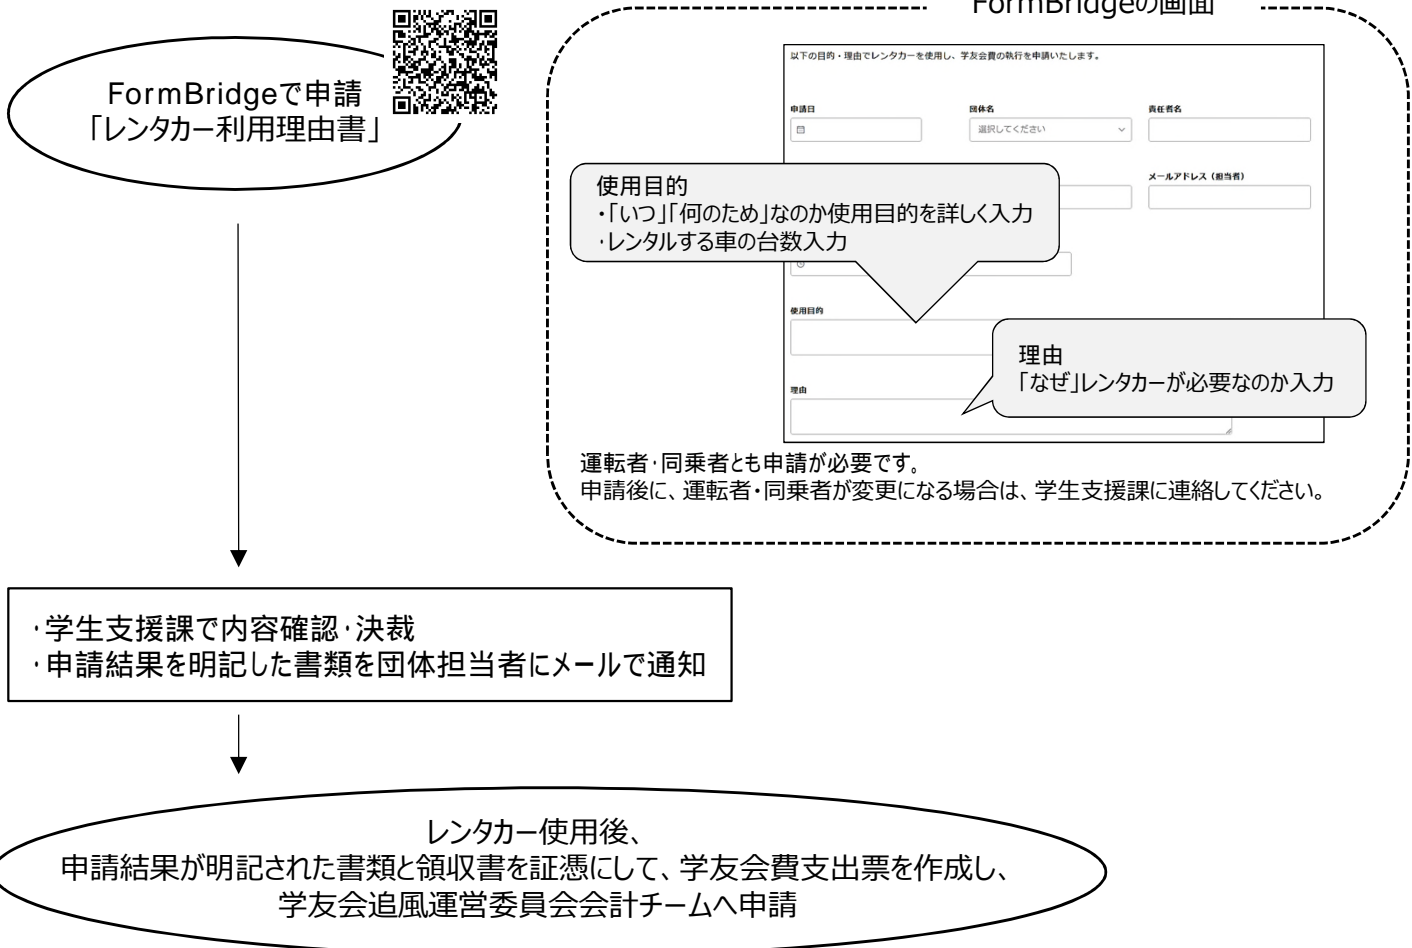 FormBridgeで申請
「レンタカー利用理由書」
FormBridgeの画面
以下の目的・理由でレンタカーを使用し、学友会費の執行を申請いたします。
申請日
団体名
責任者名
選択してください
メールアドレス（担当者）
使用目的
・「いつ」「何のため」なのか使用目的を詳しく入力
・レンタルする車の台数入力
使用目的
理由
「なぜ」レンタカーが必要なのか入力
理由
運転者・同乗者とも申請が必要です。
申請後に、運転者・同乗者が変更になる場合は、学生支援課に連絡してください。
・学生支援課で内容確認・決裁
・申請結果を明記した書類を団体担当者にメールで通知
レンタカー使用後、
申請結果が明記された書類と領収書を証憑にして、学友会費支出票を作成し、
学友会追風運営委員会会計チームへ申請